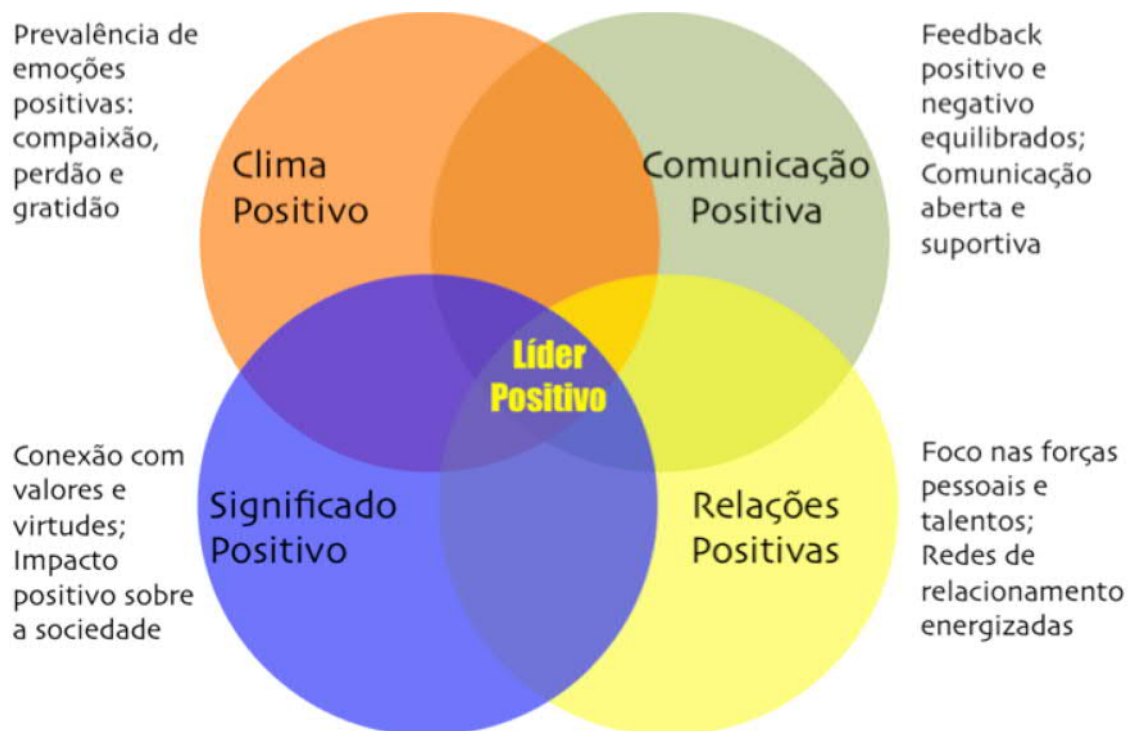 Prevalência de
emoções
positivas:
compaixão,
perdão e
gratidão
Clima
Positivo
Comunicação
Positiva
Feedback
positivo e
negativo
equilibrados;
Comunicação
aberta e
suportiva
Líder
Positivo
Conexão com
valores e
virtudes;
Impacto
positivo sobre
a sociedade
Significado
Positivo
Relações
Positivas
Foco nas forças
pessoais e
talentos;
Redes de
relacionamento
energizadas